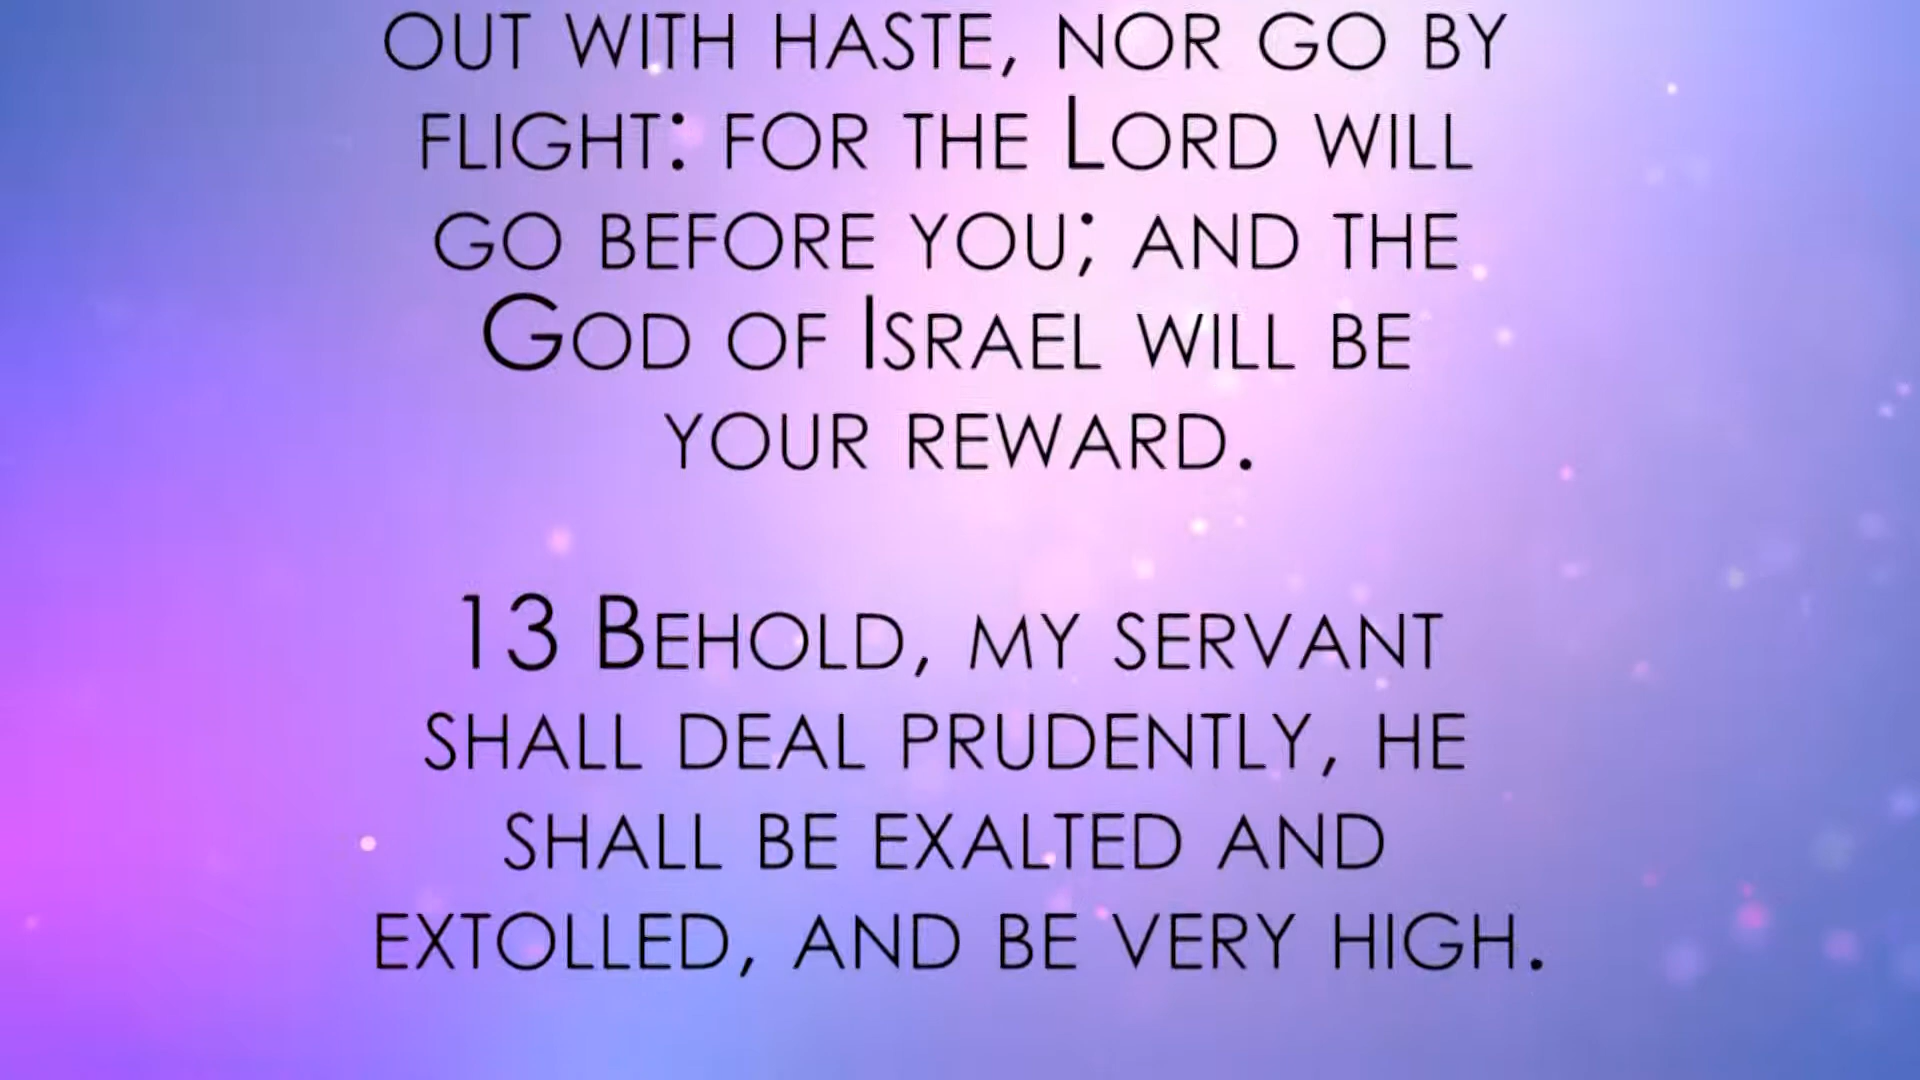 OUT WITH HASTE, NOR GO BY
FLIGHT: FOR THE LORD WILL
GO BEFORE YOU; AND THE
GOD OF ISRAEL WILL BE
YOUR REWARD.
13 BEHOLD, MY SERVANT
SHALL DEAL PRUDENTLY, HE
SHALL BE EXALTED AND
EXTOLLED, AND BE VERY HIGH.